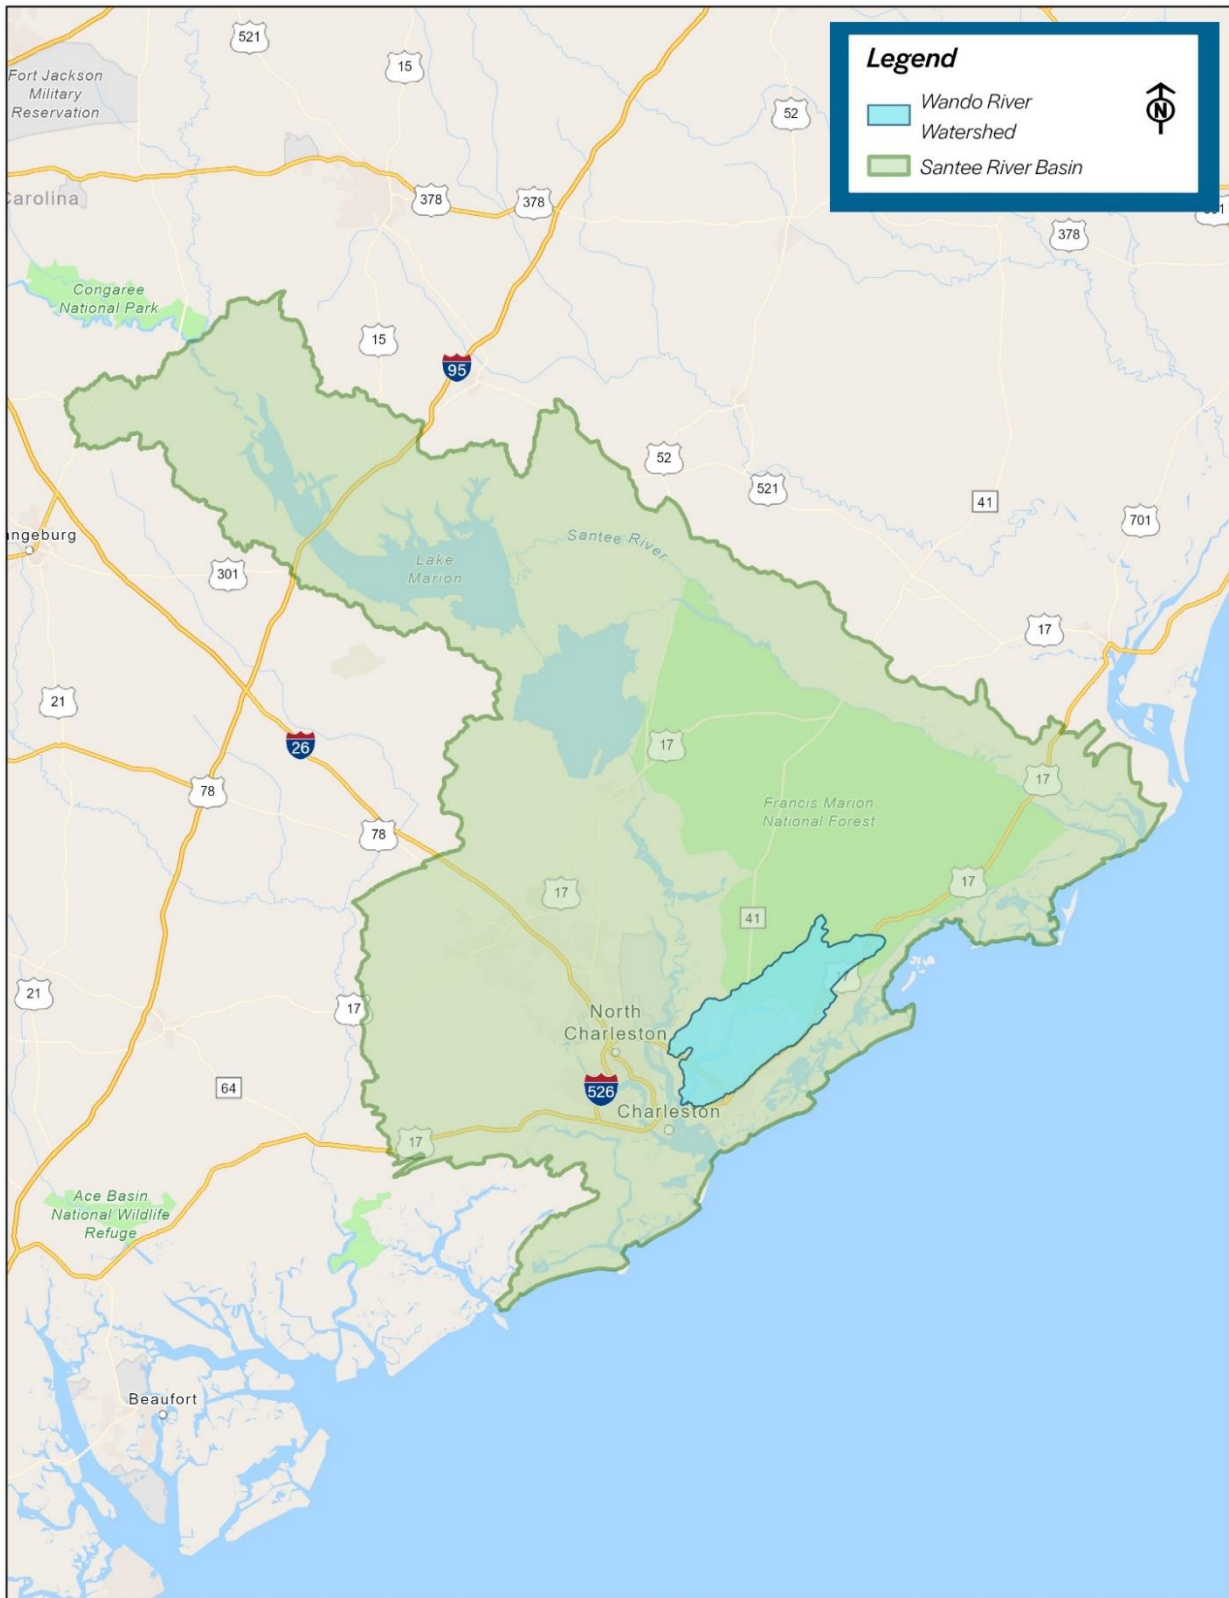 521
15
Fort Jackson
Military
Reservation
52
Legend
Wando River
Watershed
N
Santee River Basin
Carolina
378
378
378
Congaree
National Park
15
95
52
521
41
701
angeburg
Santee River
Lake
Marion
301
17
21
26
17
78
17
78
Francis Marion
National Forest
17
17
41
21
17
17
North
Charleston
64
526
Charleston
17
Ace Basin
National Wildlife
Refuge
Beaufort